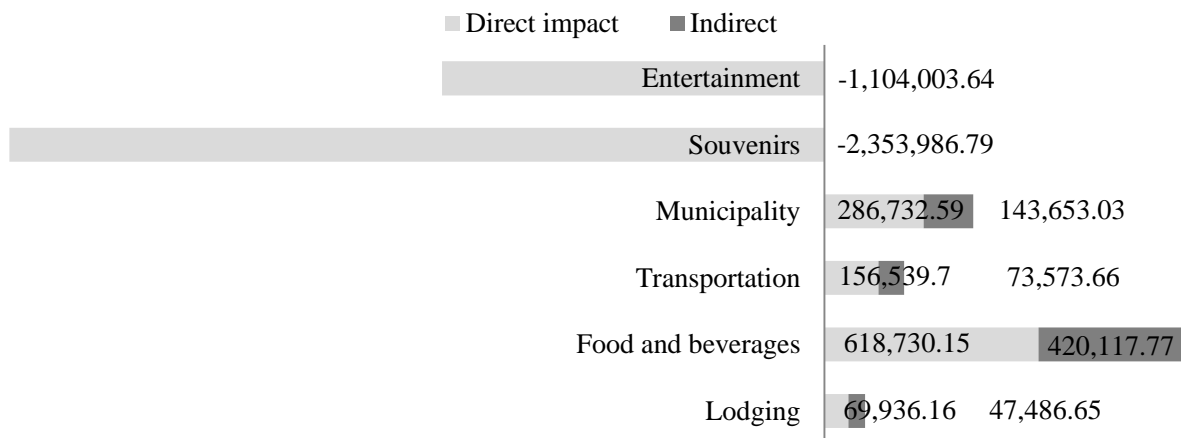 Direct impact Indirect
Entertainment -1,104,003.64
Souvenirs -2,353,986.79
Municipality 286,732.59 143,653.03
Transportation 156,539.7 73,573.66
Food and beverages 618,730.15 420,117.77
Lodging 69,936.16 47,486.65